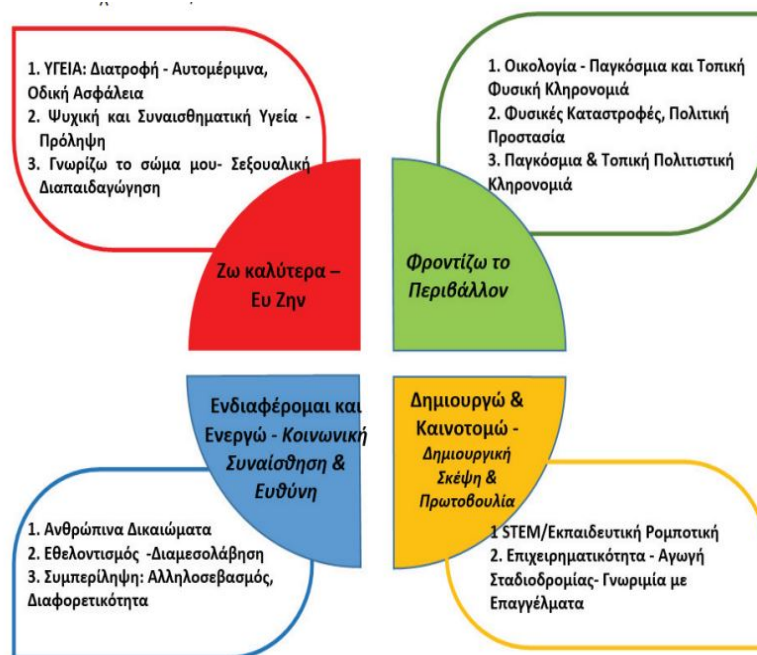 1. ΥΓΕΙΑ: Διατροφή - Αυτομέριμνα,
Οδική Ασφάλεια
2. Ψυχική και Συναισθηματική Υγεία -
Πρόληψη
3. Γνωρίζω το σώμα μου- Σεξουαλική
Διαπαιδαγώγηση
Ζω καλύτερα –
Ευ Ζην
1. Οικολογία - Παγκόσμια και Τοπική
Φυσική Κληρονομιά
2. Φυσικές Καταστροφές, Πολιτική
Προστασία
3. Παγκόσμια & Τοπική Πολιτιστική
Κληρονομιά
Φροντίζω το
Περιβάλλον
Ενδιαφέρομαι και
Ενεργώ - Κοινωνική
Συναίσθηση &
Ευθύνη
1. Ανθρώπινα Δικαιώματα
2. Εθελοντισμός -Διαμεσολάβηση
3. Συμπερίληψη: Αλληλοσεβασμός,
Διαφορετικότητα
Δημιουργώ &
Καινοτομώ -
Δημιουργική
Σκέψη &
Πρωτοβουλία
1 STEM/Εκπαιδευτική Ρομποτική
2. Επιχειρηματικότητα - Αγωγή
Σταδιοδρομίας- Γνωριμία με
Επαγγέλματα